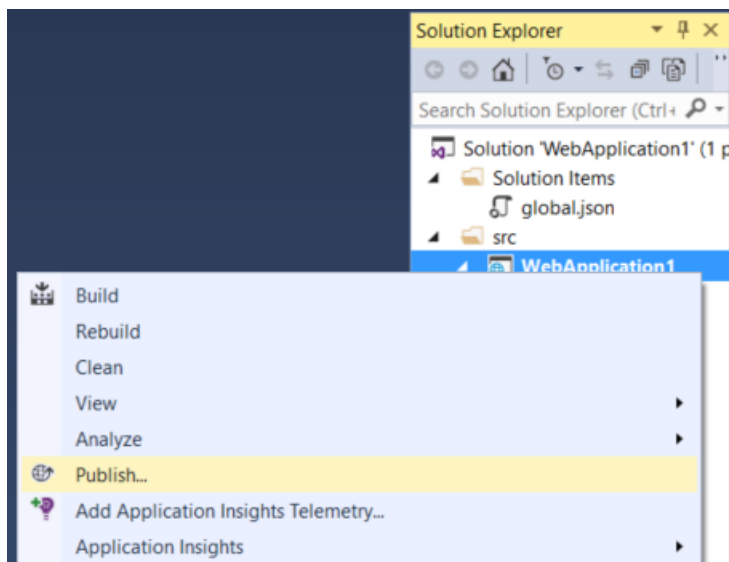 Solution Explorer
Search Solution Explorer (Ctrl+
Solution 'WebApplication1' (1 p
Solution Items
global.json
src
WebApplication1
Build
Rebuild
Clean
View
Analyze
Publish...
Add Application Insights Telemetry...
Application Insights